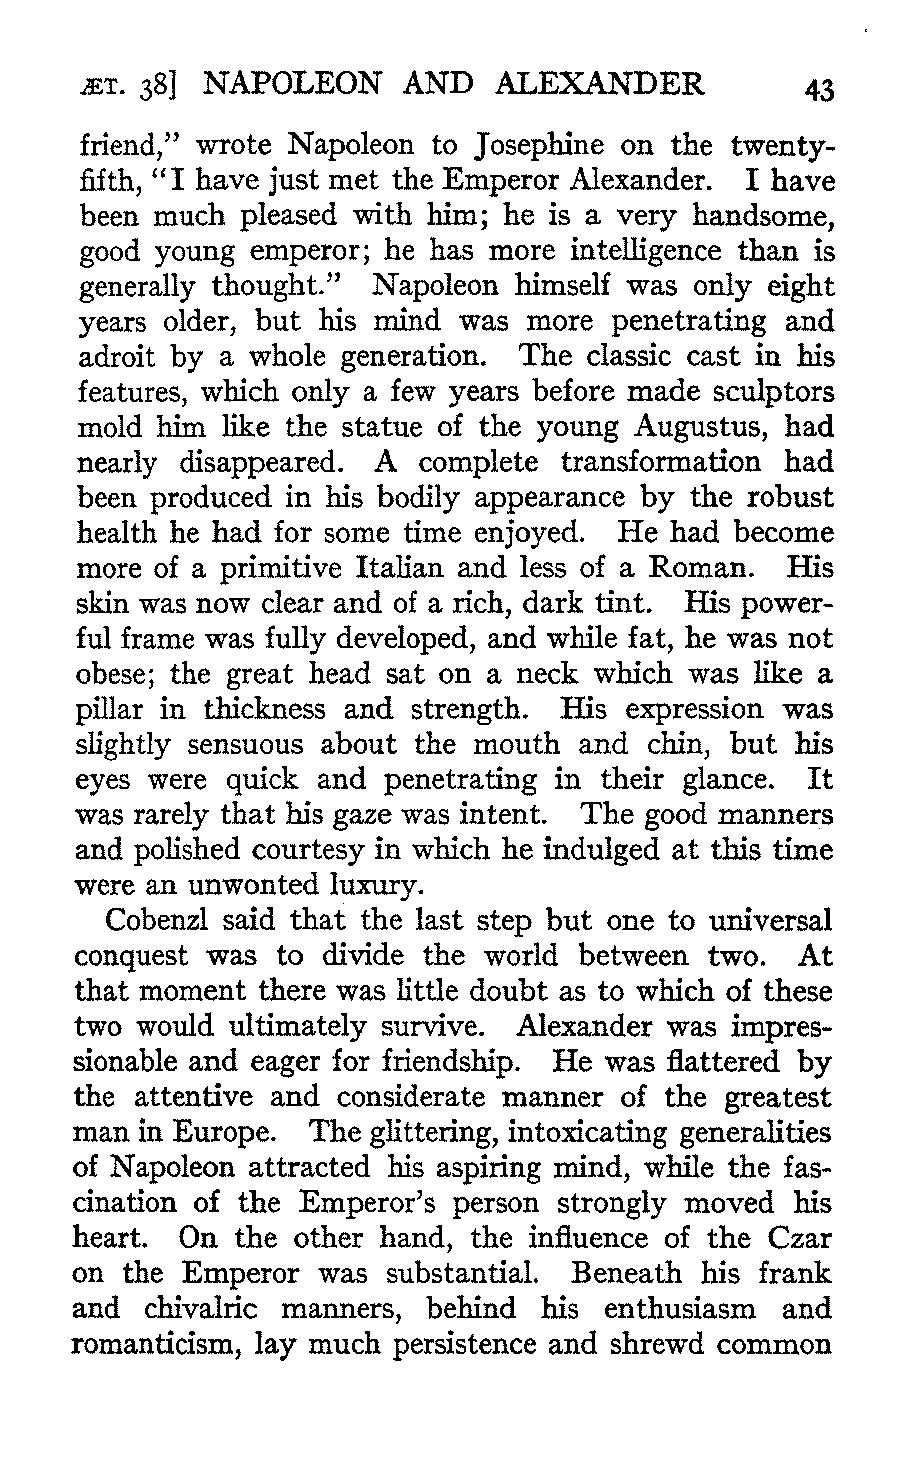 ÆT. 38] NAPOLEON AND ALEXANDER 43
friend,” wrote Napoleon to Josephine on the twenty-
fifth, “I have just met the Emperor Alexander. I have
been much pleased with him; he is a very handsome,
good young emperor; he has more intelligence than is
generally thought.” Napoleon himself was only eight
years older, but his mind was more penetrating and
adroit by a whole generation. The classic cast in his
features, which only a few years before made sculptors
mold him like the statue of the young Augustus, had
nearly disappeared. A complete transformation had
been produced in his bodily appearance by the robust
health he had for some time enjoyed. He had become
more of a primitive Italian and less of a Roman. His
skin was now clear and of a rich, dark tint. His power-
ful frame was fully developed, and while fat, he was not
obese; the great head sat on a neck which was like a
pillar in thickness and strength. His expression was
slightly sensuous about the mouth and chin, but his
eyes were quick and penetrating in their glance. It
was rarely that his gaze was intent. The good manners
and polished courtesy in which he indulged at this time
were an unwonted luxury.
Cobenzl said that the last step but one to universal
conquest was to divide the world between two. At
that moment there was little doubt as to which of these
two would ultimately survive. Alexander was impres-
sionable and eager for friendship. He was flattered by
the attentive and considerate manner of the greatest
man in Europe. The glittering, intoxicating generalities
of Napoleon attracted his aspiring mind, while the fas-
cination of the Emperor’s person strongly moved his
heart. On the other hand, the influence of the Czar
on the Emperor was substantial. Beneath his frank
and chivalric manners, behind his enthusiasm and
romanticism, lay much persistence and shrewd common